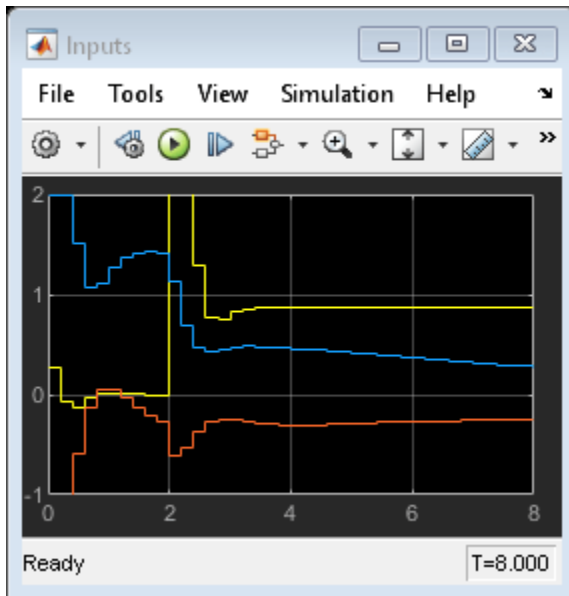 Inputs
File Tools View Simulation Help
2
1
0
-1
0 2 4 6 8
Ready T=8.000